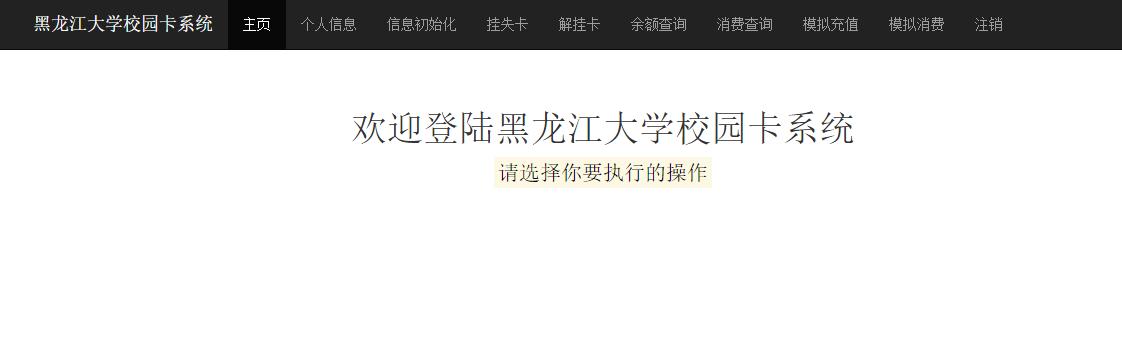 黑龙江大学校园卡系统 主页 个人信息 信息初始化 挂失卡 解挂卡 余额查询 消费查询 模拟充值 模拟消费 注销
欢迎登陆黑龙江大学校园卡系统
请选择你要执行的操作